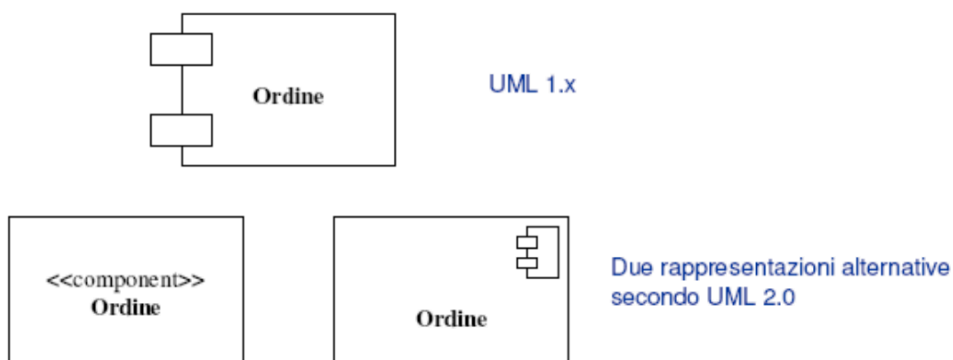 Ordine
UML 1.x
<<component>>
Ordine
Ordine
Due rappresentazioni alternative
secondo UML 2.0